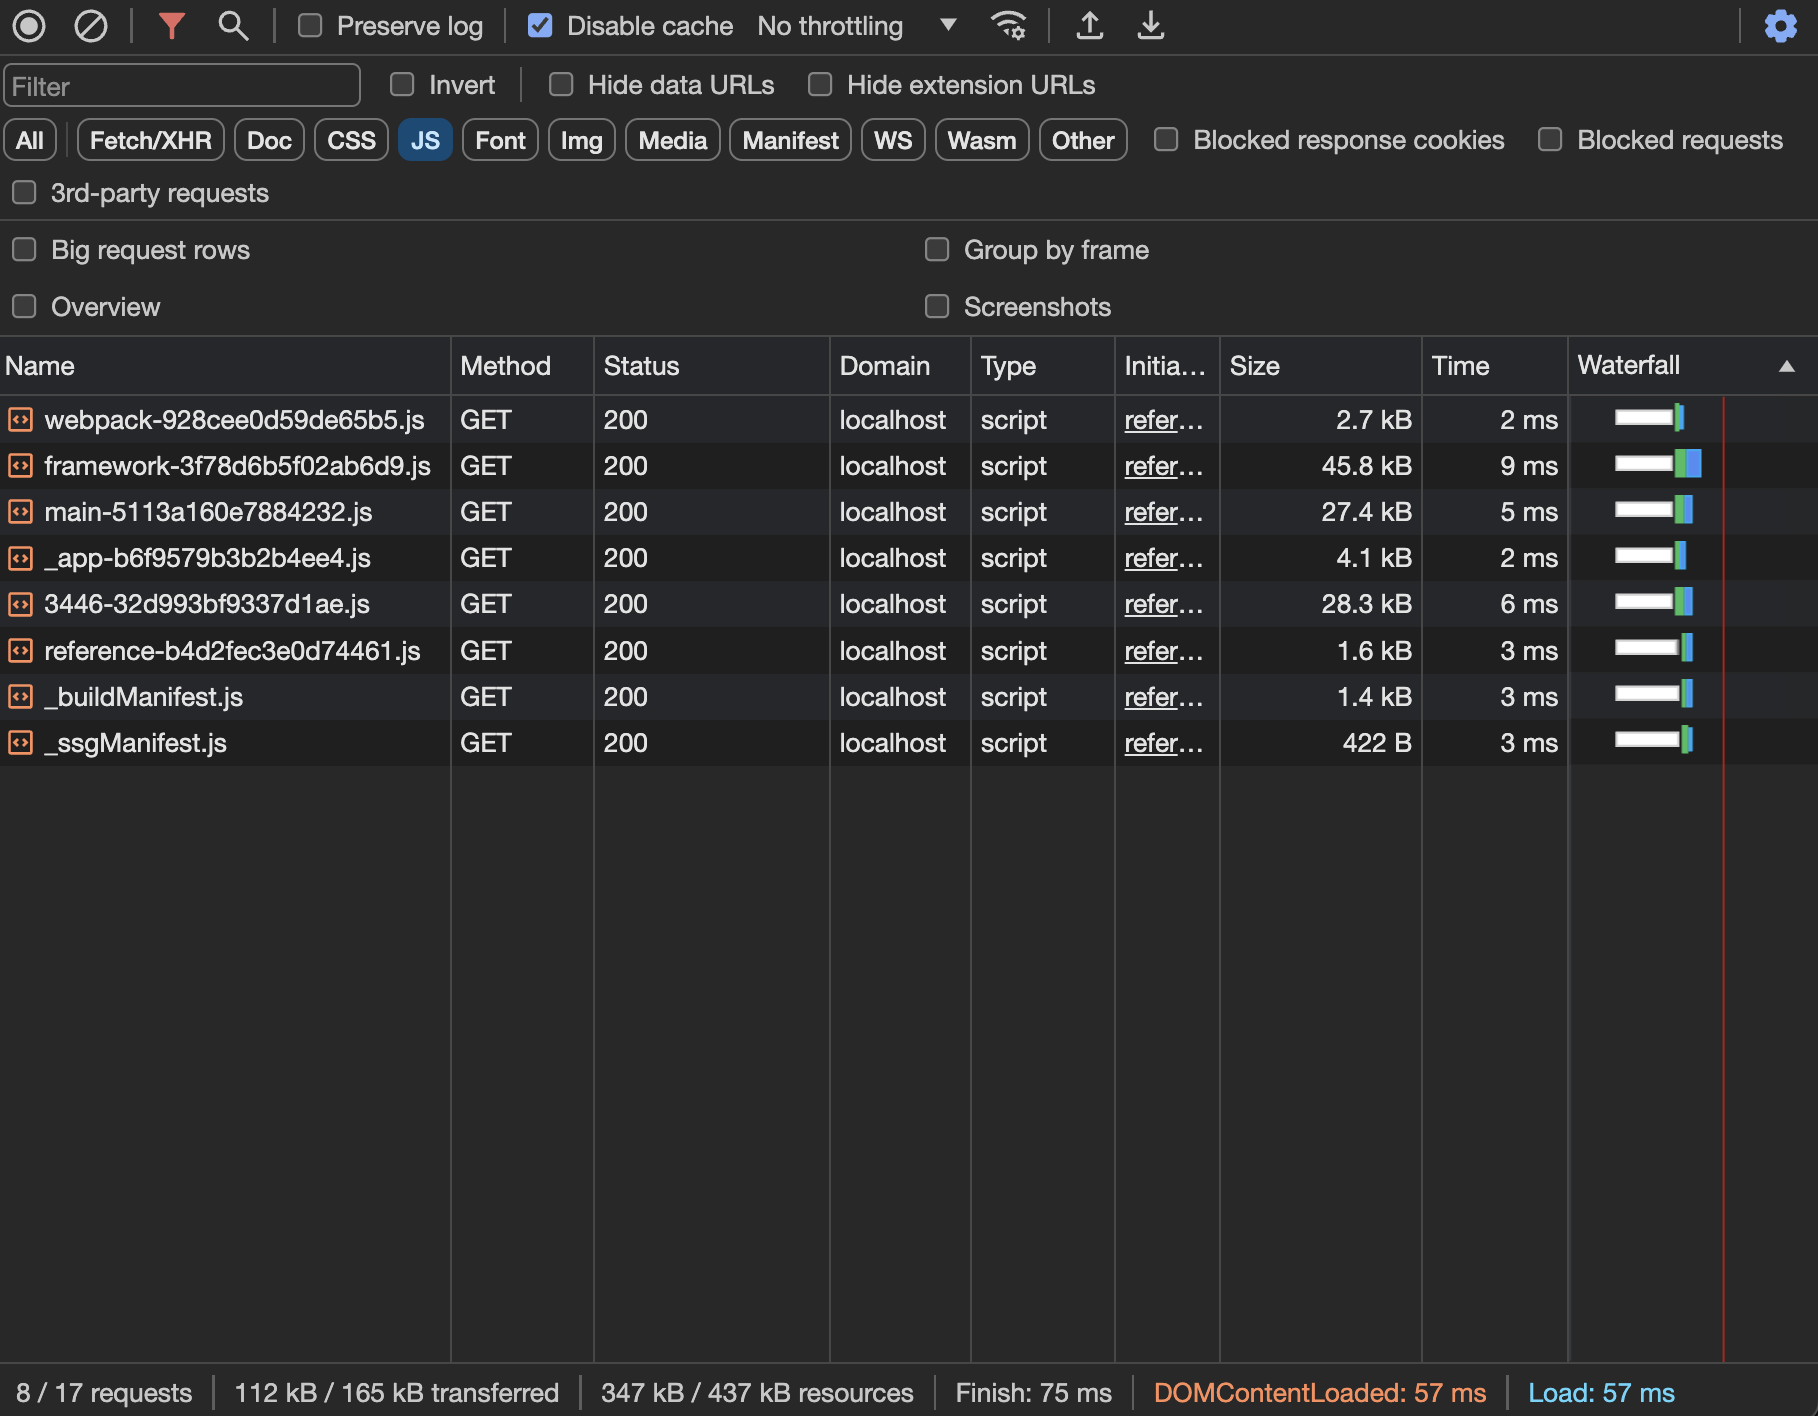 Preserve log Disable cache No throttling
Filter Invert Hide data URLs Hide extension URLs
All Fetch/XHR Doc CSS JS Font Img Media Manifest WS Wasm Other Blocked response cookies Blocked requests
3rd-party requests
Big request rows Group by frame
Overview Screenshots
Name Method Status Domain Type Initia... Size Time Waterfall
webpack-928cee0d59de65b5.js GET 200 localhost script refer... 2.7 kB 2 ms
framework-3f78d6b5f02ab6d9.js GET 200 localhost script refer... 45.8 kB 9 ms
main-5113a160e7884232.js GET 200 localhost script refer... 27.4 kB 5 ms
_app-b6f9579b3b2b4ee4.js GET 200 localhost script refer... 4.1 kB 2 ms
3446-32d993bf9337d1ae.js GET 200 localhost script refer... 28.3 kB 6 ms
reference-b4d2fec3e0d74461.js GET 200 localhost script refer... 1.6 kB 3 ms
_buildManifest.js GET 200 localhost script refer... 1.4 kB 3 ms
_ssgManifest.js GET 200 localhost script refer... 422 B 3 ms
8 / 17 requests 112 kB / 165 kB transferred 347 kB / 437 kB resources Finish: 75 ms DOMContentLoaded: 57 ms Load: 57 ms